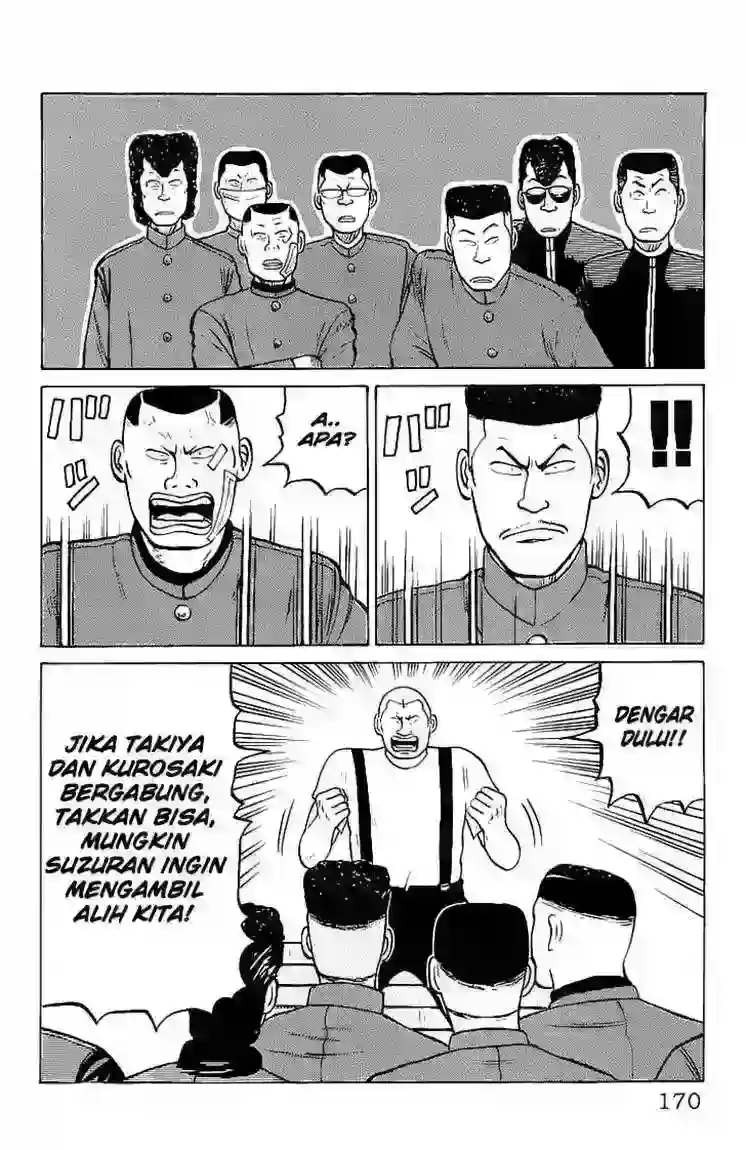 !!
A..
APA?
DENGAR
DULU!!
JIKA TAKIYA
DAN KUROSAKI
BERGABUNG,
TAKKAN BISA,
MUNGKIN
SUZURAN INGIN
MENGAMBIL
ALIH KITA!
170